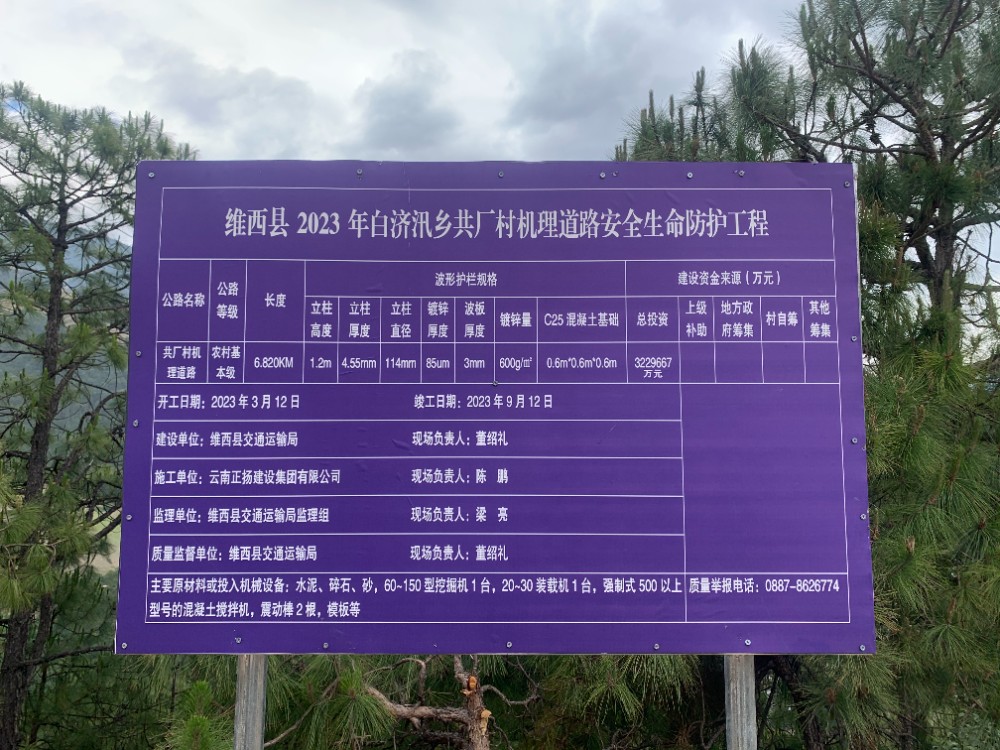 维西县 2023 年白济汛乡共厂村机理道路安全生命防护工程
公路名称 公路等级 长度 波形护栏规格 建设资金来源（万元）
立柱高度 立柱厚度 立柱直径 镀锌厚度 波板厚度 镀锌量 C25 混凝土基础 总投资 上级补助 地方政府筹集 村自筹 其他筹集
共厂村机理道路 农村基本级 6.820KM 1.2m 4.55mm 114mm 85um 3mm 600g/㎡ 0.6m*0.6m*0.6m 3229667万元
开工日期：2023 年 3 月 12 日 竣工日期：2023 年 9 月 12 日
建设单位：维西县交通运输局 现场负责人：董绍礼
施工单位：云南正扬建设集团有限公司 现场负责人：陈 鹏
监理单位：维西县交通运输局监理组 现场负责人：梁 亮
质量监督单位：维西县交通运输局 现场负责人：董绍礼
主要原材料或投入机械设备：水泥、碎石、砂，60-150 型挖掘机 1 台，20-30 装载机 1 台，强制式 500 以上
型号的混凝土搅拌机，震动棒 2 根，模板等
质量举报电话：0887-8626774